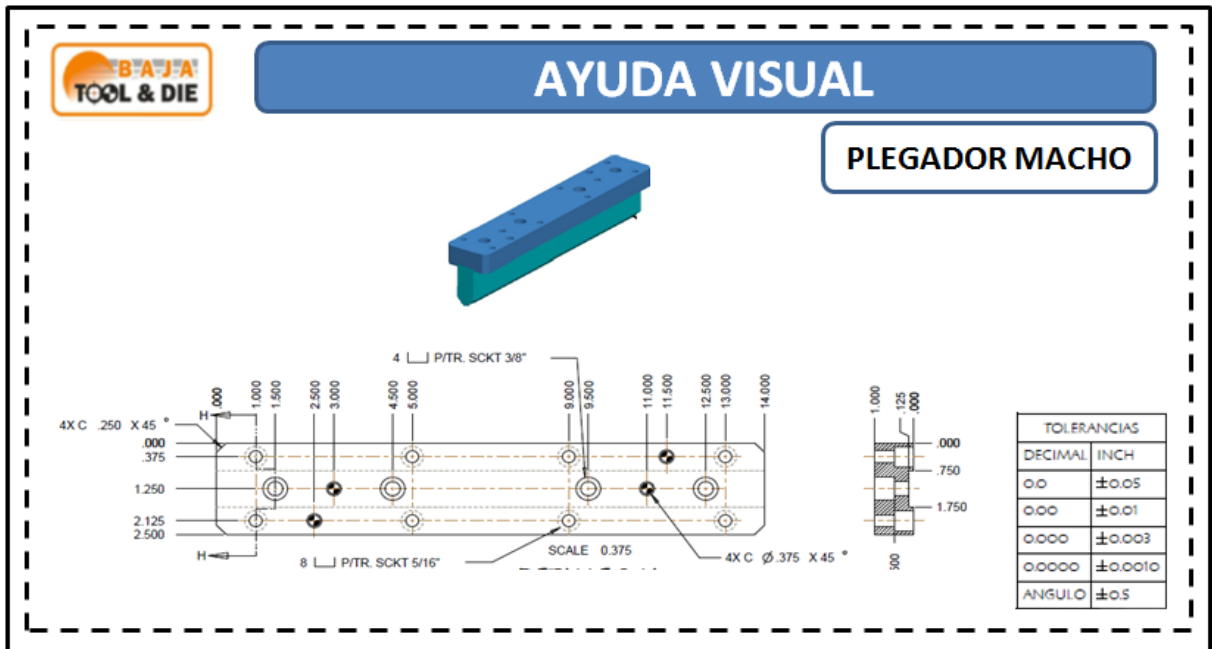 BAJA
TOOL & DIE
AYUDA VISUAL
PLEGADOR MACHO
4 ⌴ P/TR. SCKT 3/8"
.000
1.000
1.500
2.500
3.000
4.500
5.000
9.000
9.500
11.000
11.500
12.500
13.000
14.000
H
4X C .250 X 45 °
.000
.375
1.250
2.125
2.500
H
8 ⌴ P/TR. SCKT 5/16"
SCALE 0.375
4X C Ø .375 X 45 °
1.000
.125
.000
.000
.750
1.750
TOLERANCIAS
DECIMAL INCH
0.0 ±0.05
0.00 ±0.01
0.000 ±0.003
0.0000 ±0.0010
ANGULO ±0.5